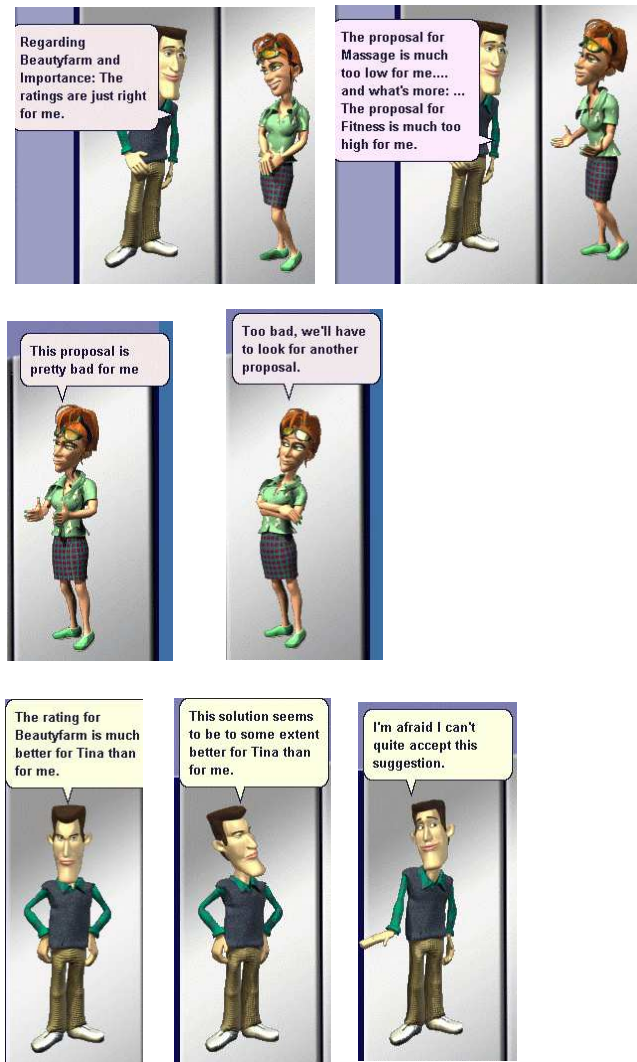 Regarding
Beautyfarm and
Importance: The
ratings are just right
for me.
The proposal for
Massage is much
too low for me....
and what's more: ...
The proposal for
Fitness is much too
high for me.
This proposal is
pretty bad for me
Too bad, we'll have
to look for another
proposal.
The rating for
Beautyfarm is much
better for Tina than
for me.
This solution seems
to be to some extent
better for Tina than
for me.
I'm afraid I can't
quite accept this
suggestion.